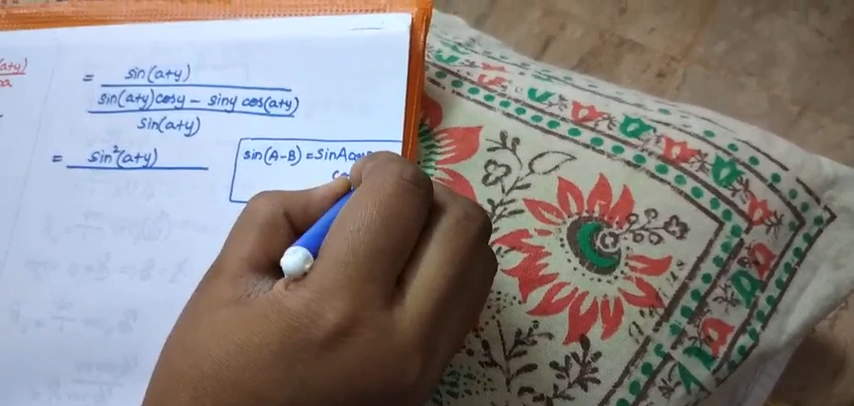 (a+y)
= sin(a+y)
sin(a+y)cosy - siny cos(a+y)
sin(a+y)
= sin²(a+y)
sin(A-B) = sinA